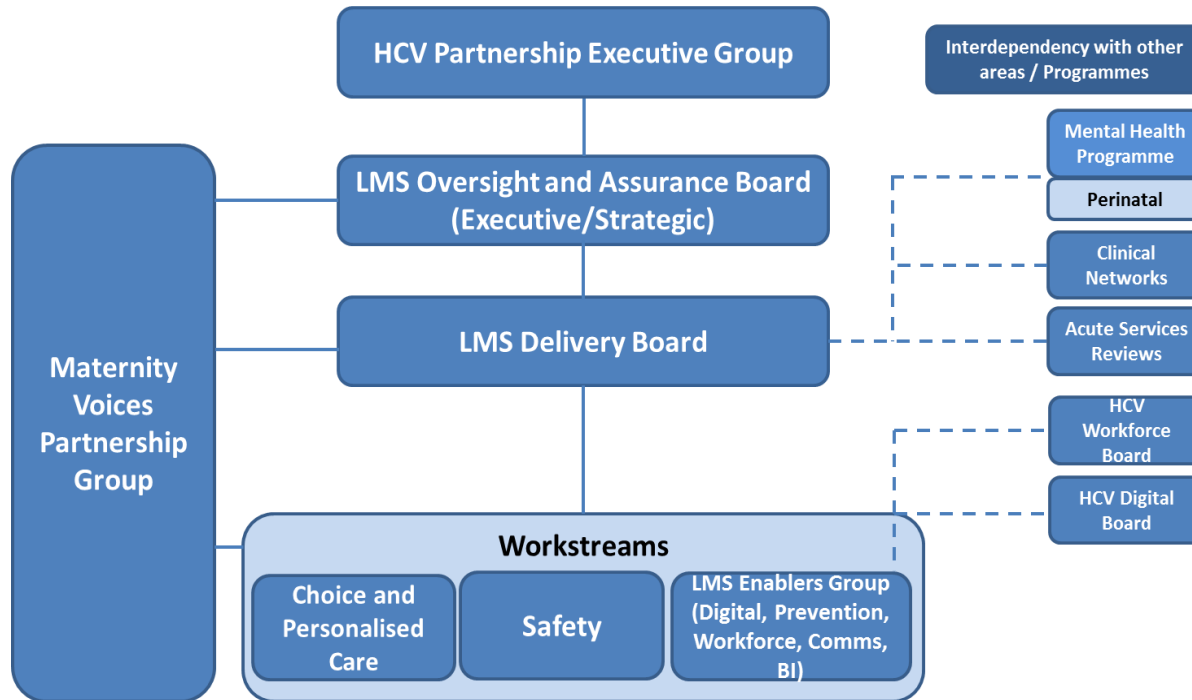 HCV Partnership Executive Group
Interdependency with other
areas / Programmes
Mental Health
Programme
Perinatal
LMS Oversight and Assurance Board
(Executive/Strategic)
Clinical
Networks
LMS Delivery Board
Acute Services
Reviews
Maternity
Voices
Partnership
Group
HCV
Workforce
Board
HCV Digital
Board
Workstreams
Choice and
Personalised
Care
Safety
LMS Enablers Group
(Digital, Prevention,
Workforce, Comms,
BI)